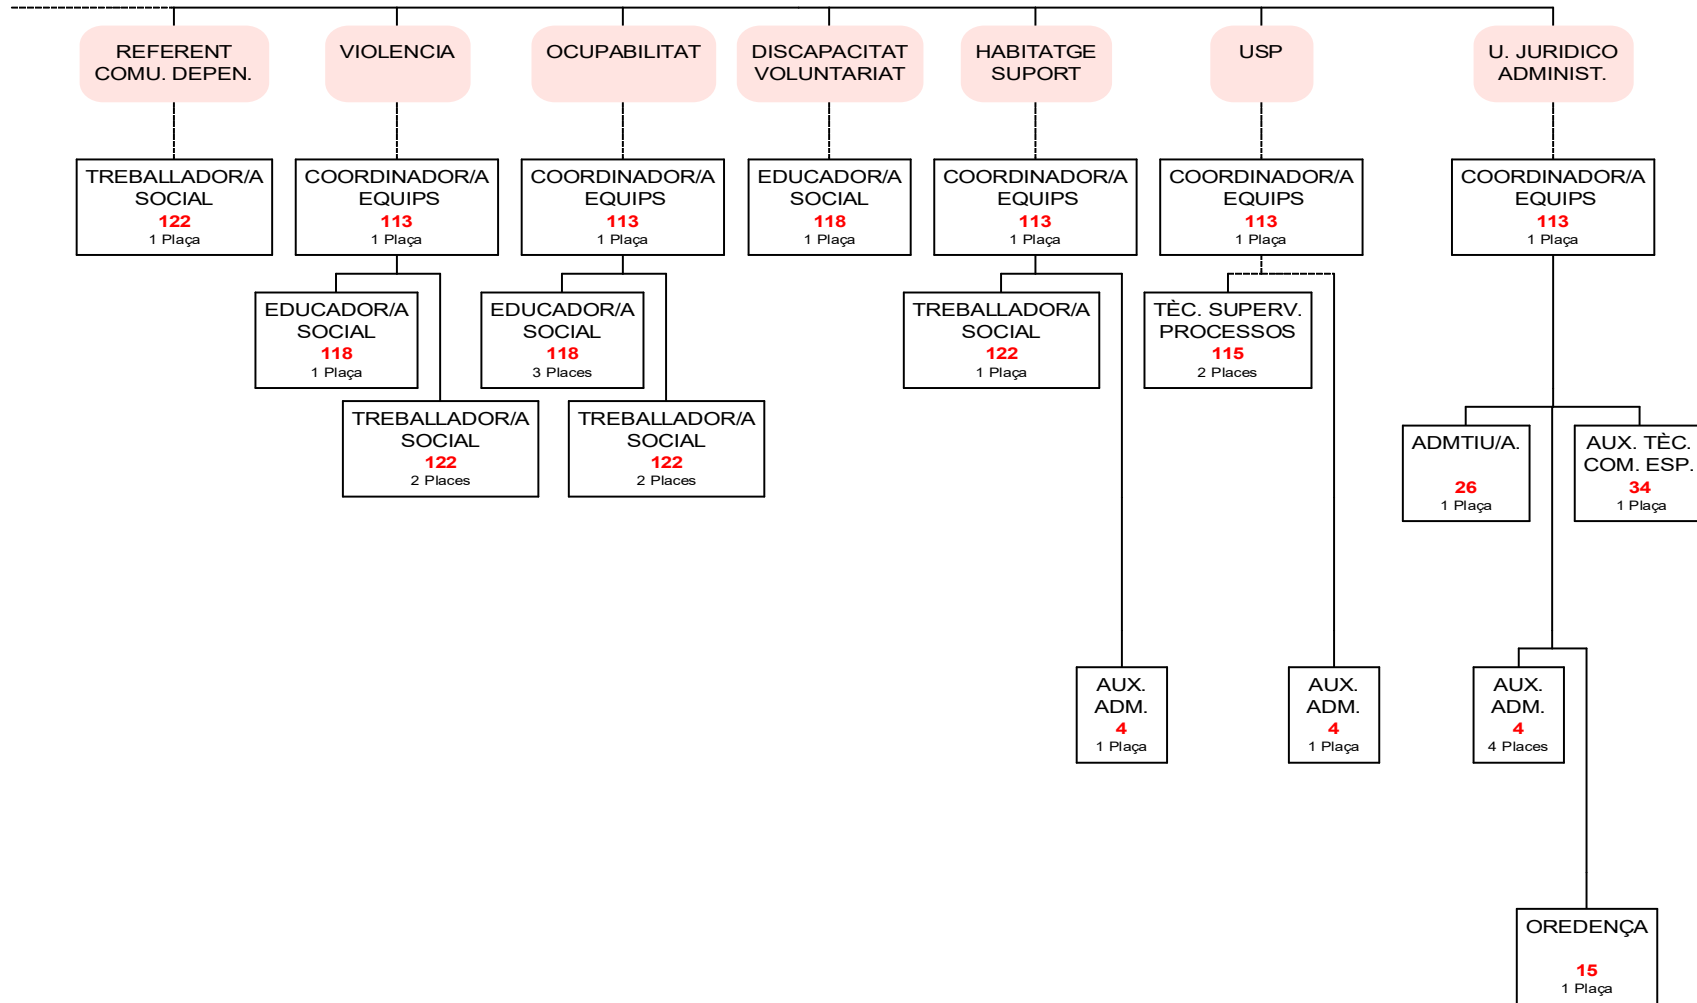 REFERENT
COMU. DEPEN.
VIOLENCIA
OCUPABILITAT
DISCAPACITAT
VOLUNTARIAT
HABITATGE
SUPORT
USP
U. JURIDICO
ADMINIST.
TREBALLADOR/A
SOCIAL
122
1 Plaça
COORDINADOR/A
EQUIPS
113
1 Plaça
COORDINADOR/A
EQUIPS
113
1 Plaça
EDUCADOR/A
SOCIAL
118
1 Plaça
COORDINADOR/A
EQUIPS
113
1 Plaça
COORDINADOR/A
EQUIPS
113
1 Plaça
COORDINADOR/A
EQUIPS
113
1 Plaça
EDUCADOR/A
SOCIAL
118
1 Plaça
EDUCADOR/A
SOCIAL
118
3 Places
TREBALLADOR/A
SOCIAL
122
1 Plaça
TÈC. SUPERV.
PROCESSOS
115
2 Places
TREBALLADOR/A
SOCIAL
122
2 Places
TREBALLADOR/A
SOCIAL
122
2 Places
ADMTIU/A.
26
1 Plaça
AUX. TÈC.
COM. ESP.
34
1 Plaça
AUX.
ADM.
4
1 Plaça
AUX.
ADM.
4
1 Plaça
AUX.
ADM.
4
4 Places
OREDENÇA
15
1 Plaça